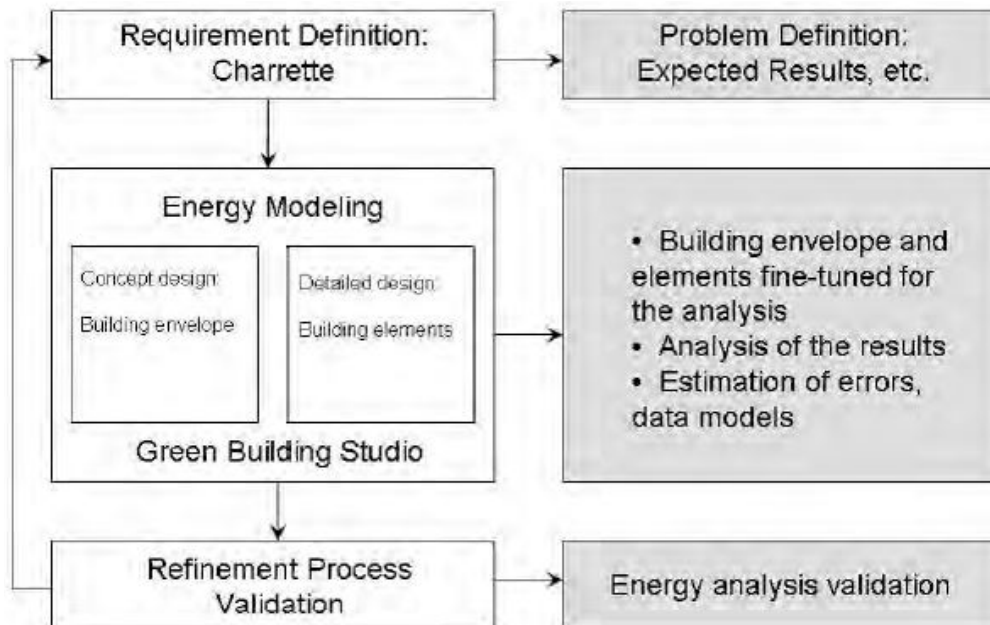 Requirement Definition:
Charrette
Problem Definition:
Expected Results, etc.
Energy Modeling
Concept design:
Building envelope
Detailed design:
Building elements
Green Building Studio
• Building envelope and
elements fine-tuned for
the analysis
• Analysis of the results
• Estimation of errors,
data models
Refinement Process
Validation
Energy analysis validation